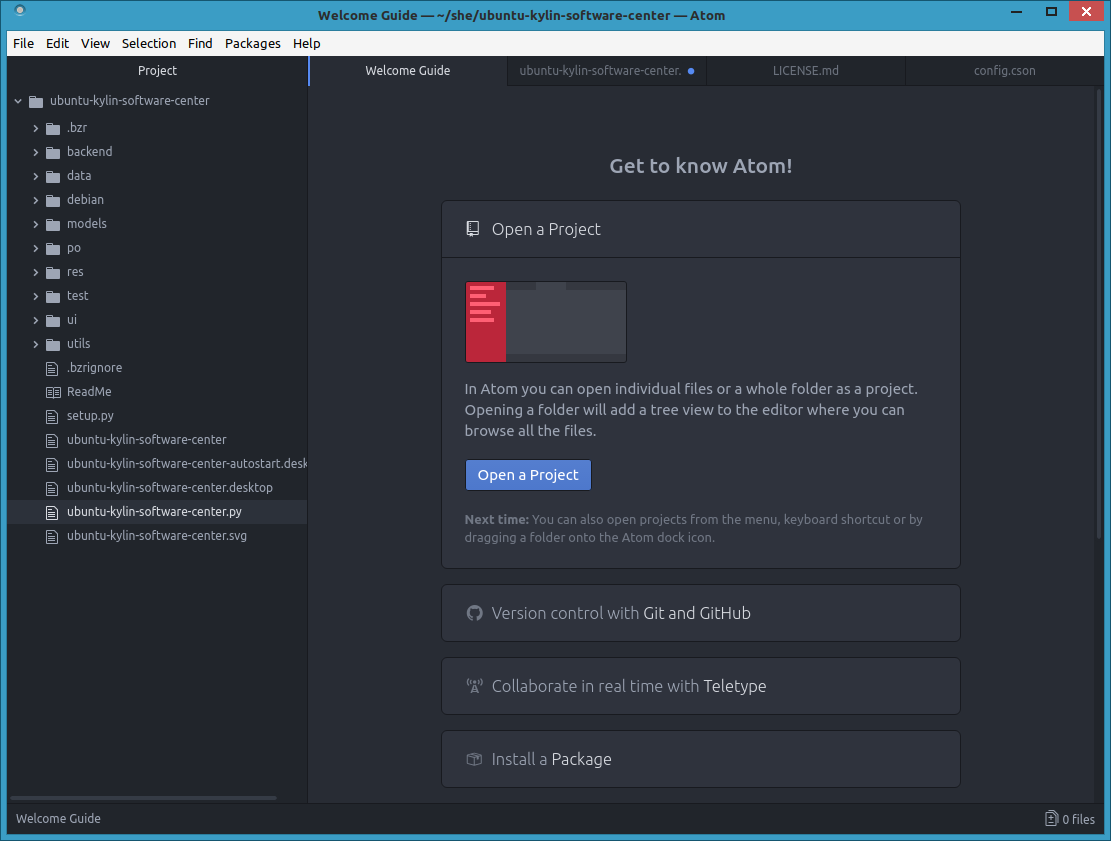 Welcome Guide — ~/she/ubuntu-kylin-software-center — Atom
File Edit View Selection Find Packages Help
Project
ubuntu-kylin-software-center
.bzr
backend
data
debian
models
po
res
test
ui
utils
.bzrignore
ReadMe
setup.py
ubuntu-kylin-software-center
ubuntu-kylin-software-center-autostart.desk
ubuntu-kylin-software-center.desktop
ubuntu-kylin-software-center.py
ubuntu-kylin-software-center.svg
Welcome Guide ubuntu-kylin-software-center. LICENSE.md config.cson
Get to know Atom!
Open a Project
In Atom you can open individual files or a whole folder as a project.
Opening a folder will add a tree view to the editor where you can
browse all the files.
Open a Project
Next time: You can also open projects from the menu, keyboard shortcut or by
dragging a folder onto the Atom dock icon.
Version control with Git and GitHub
Collaborate in real time with Teletype
Install a Package
Welcome Guide
0 files